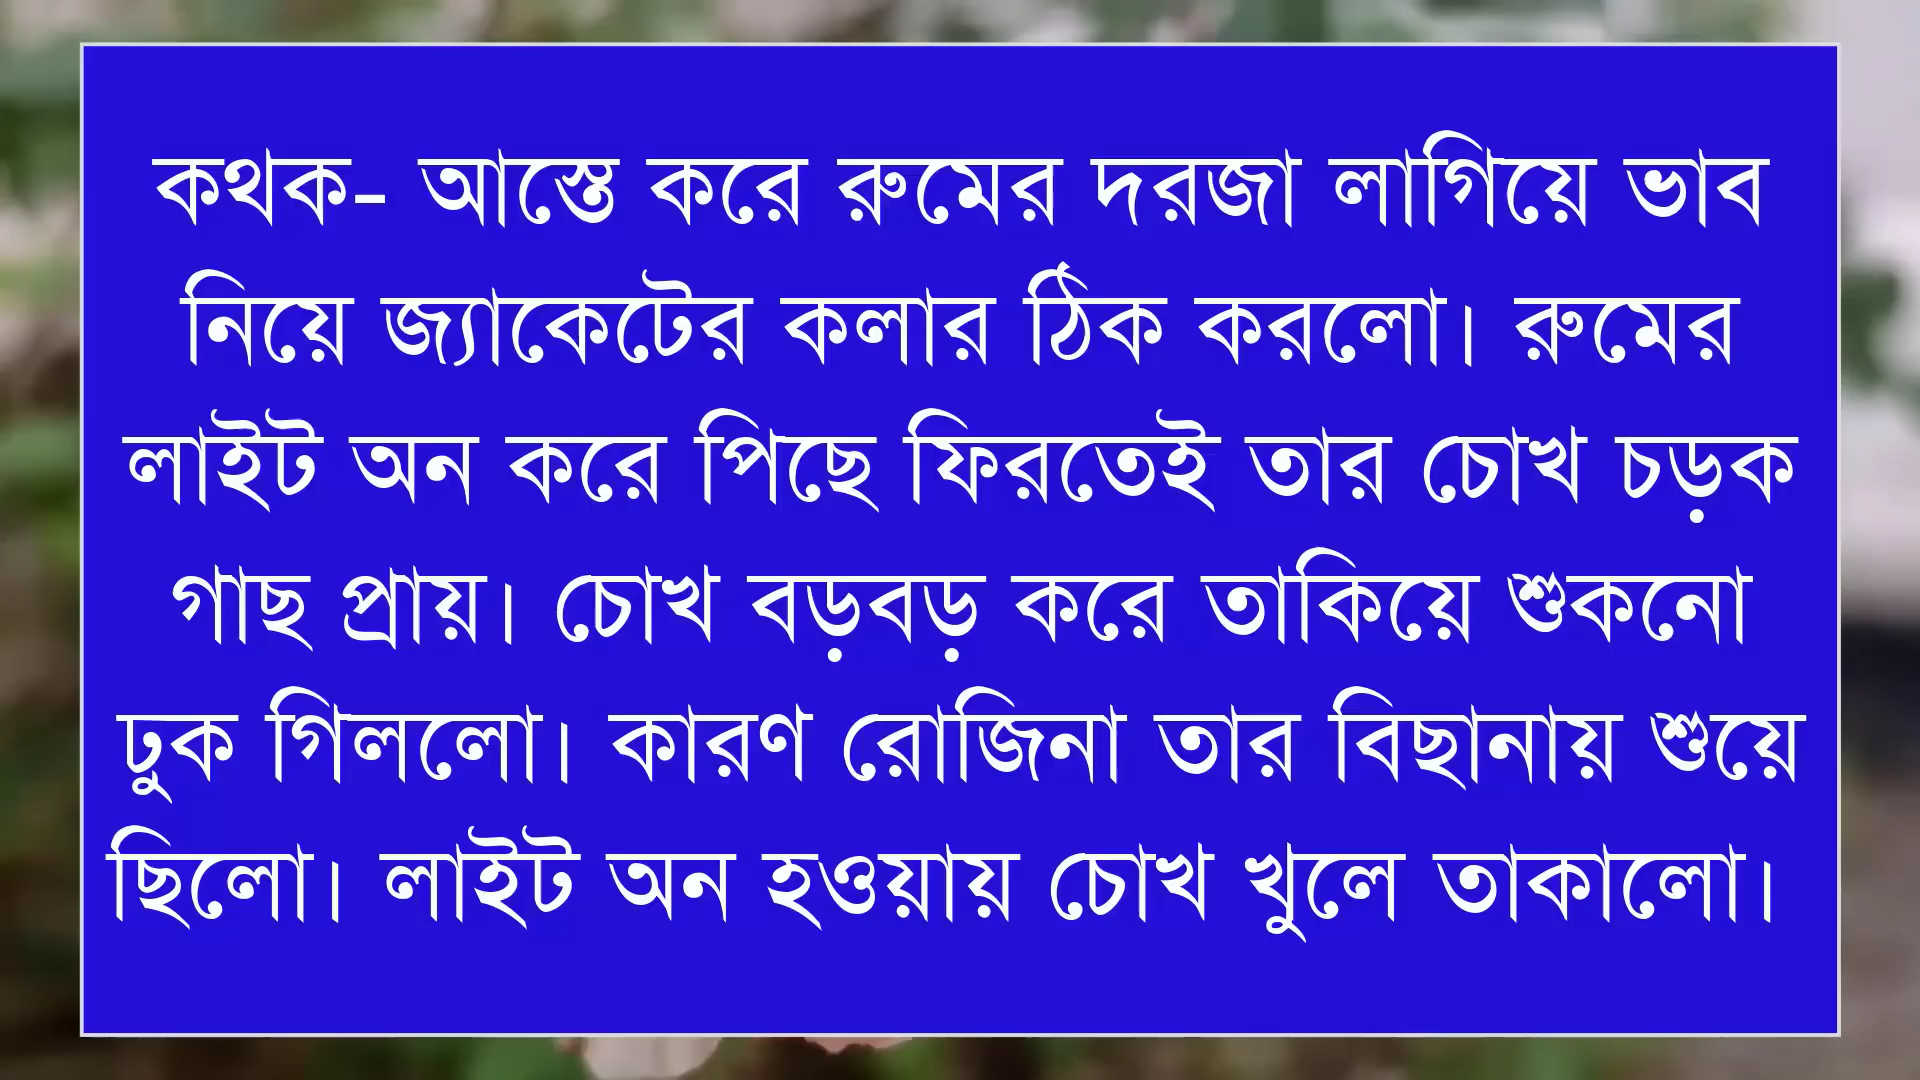 কথক- আস্তে করে রুমের দরজা লাগিয়ে ভাব
নিয়ে জ্যাকেটের কলার ঠিক করলো। রুমের
লাইট অন করে পিছে ফিরতেই তার চোখ চড়ক
গাছ প্রায়। চোখ বড়বড় করে তাকিয়ে শুকনো
ঢুক গিললো। কারণ রোজিনা তার বিছানায় শুয়ে
ছিলো। লাইট অন হওয়ায় চোখ খুলে তাকালো।